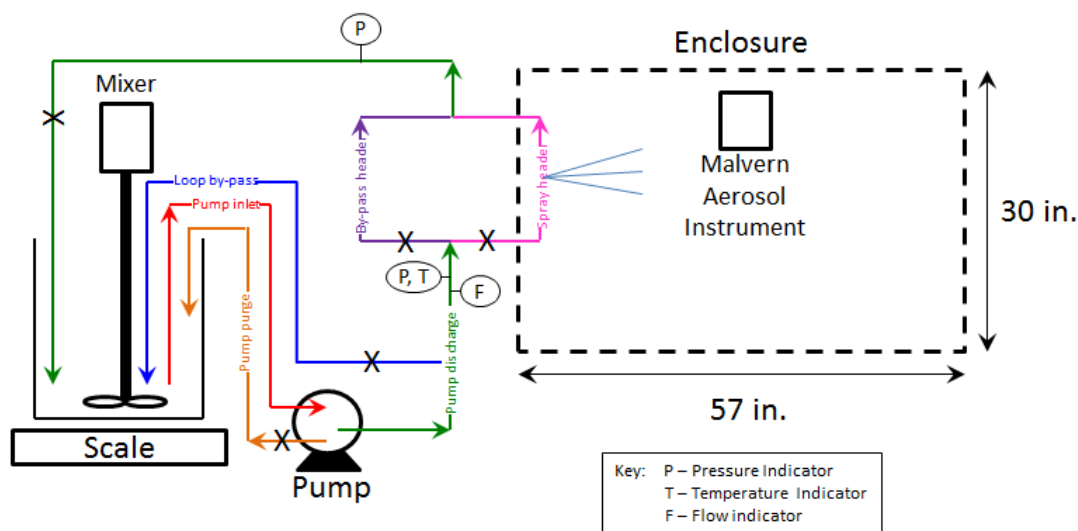 P
Enclosure
Mixer
Malvern
Aerosol
Instrument
30 in.
57 in.
Loop by-pass
Pump inlet
By-pass header
Spray header
X
X
X
P, T
F
Pump purge
Pump discharge
X
X
Scale
Pump
Key: P – Pressure Indicator
T – Temperature Indicator
F – Flow indicator